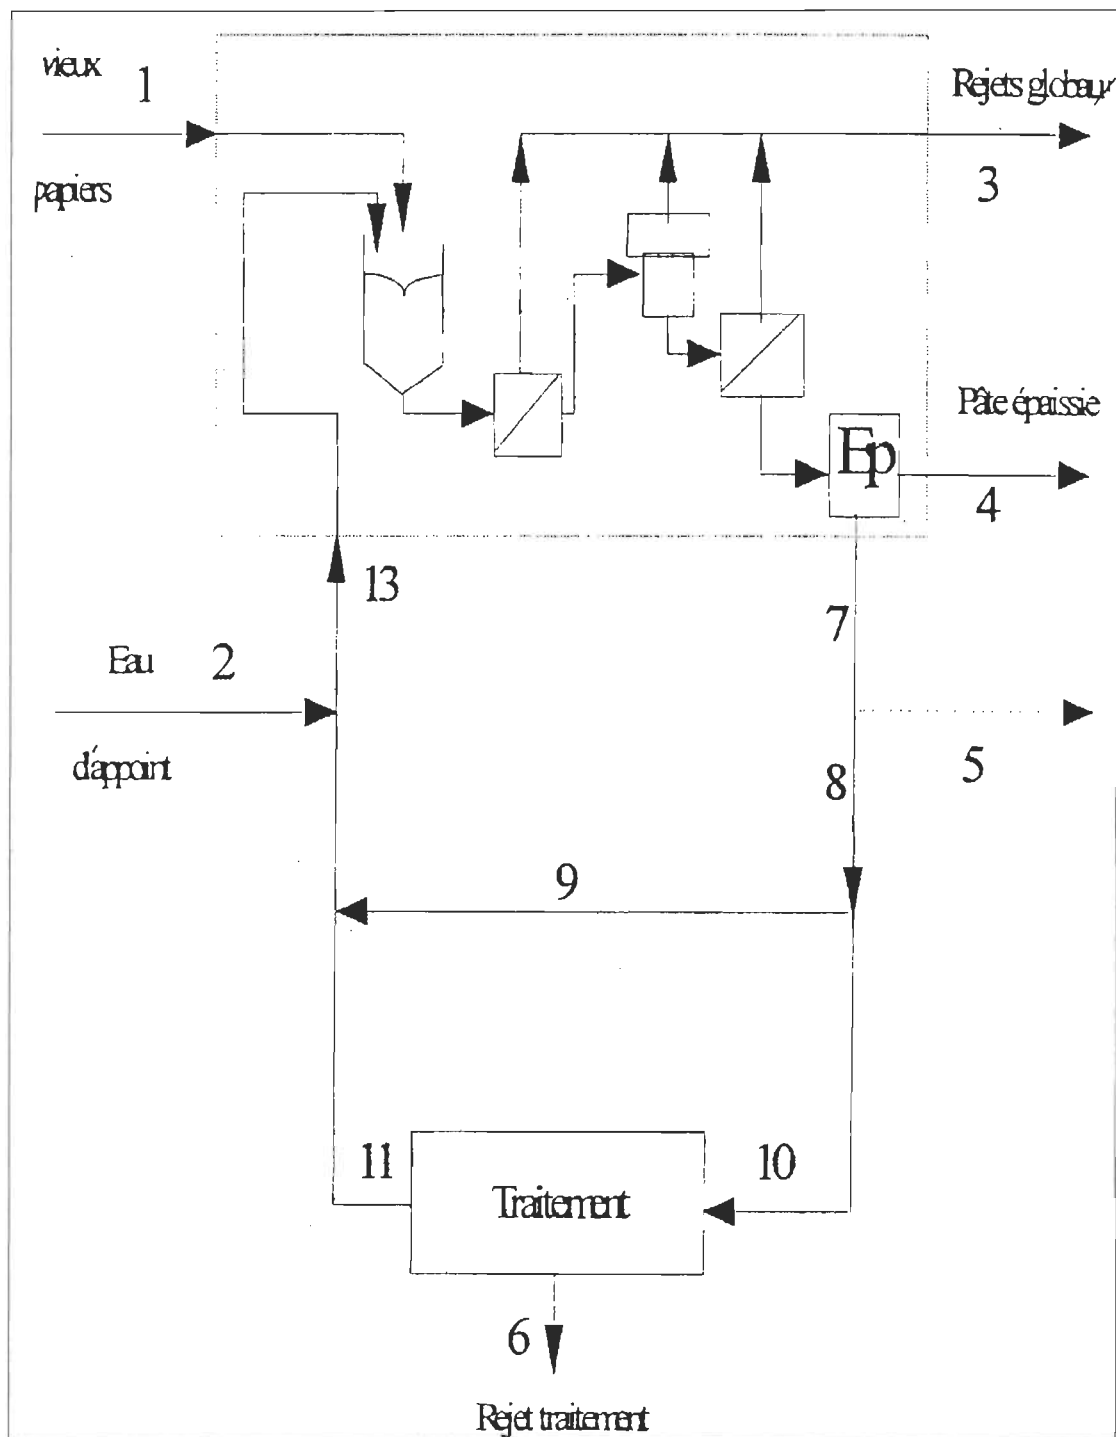 vieux
1
papiers
Rejets globaux
3
Pâte épaissie
Ep
4
13
7
Eau
2
d'appoint
5
8
9
11
10
Traitement
6
Rejet traitement